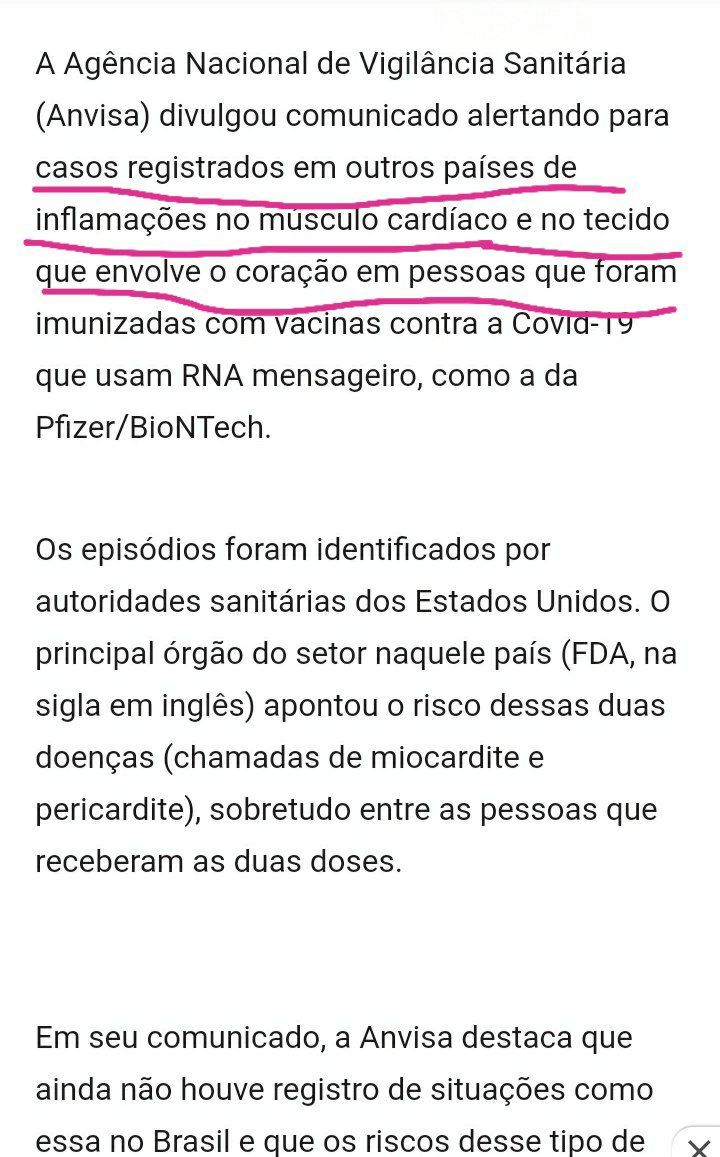 A Agência Nacional de Vigilância Sanitária
(Anvisa) divulgou comunicado alertando para
casos registrados em outros países de
inflamações no músculo cardíaco e no tecido
que envolve o coração em pessoas que foram
imunizadas com vacinas contra a Covid-19
que usam RNA mensageiro, como a da
Pfizer/BioNTech.
Os episódios foram identificados por
autoridades sanitárias dos Estados Unidos. O
principal órgão do setor naquele país (FDA, na
sigla em inglês) apontou o risco dessas duas
doenças (chamadas de miocardite e
pericardite), sobretudo entre as pessoas que
receberam as duas doses.
Em seu comunicado, a Anvisa destaca que
ainda não houve registro de situações como
essa no Brasil e que os riscos desse tipo de